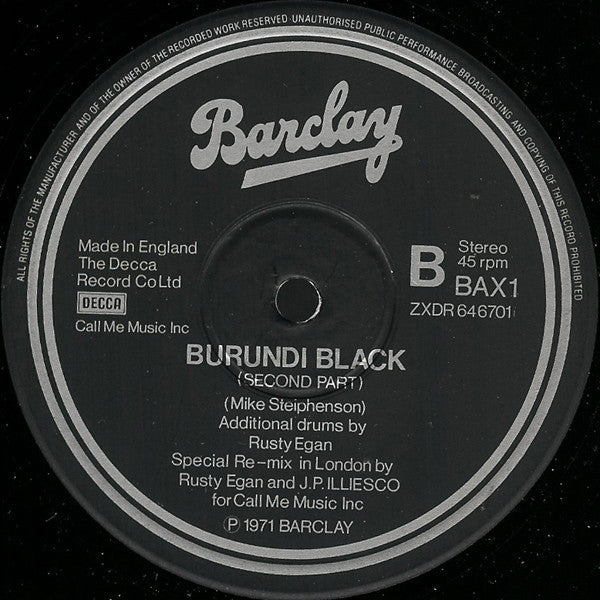 ALL RIGHTS OF THE MANUFACTURER AND OF THE OWNER OF THE RECORDED WORK RESERVED·UNAUTHORISED PUBLIC PERFORMANCE BROADCASTING AND COPYING OF THIS RECORD PROHIBITED
Barclay
Made In England
The Decca
Record Co Ltd
DECCA
Call Me Music Inc
B
Stereo
45 rpm
BAX1
ZXDR 646701
BURUNDI BLACK
(SECOND PART)
(Mike Steiphenson)
Additional drums by
Rusty Egan
Special Re-mix in London by
Rusty Egan and J.P. ILLIESCO
for Call Me Music Inc
Ⓟ 1971 BARCLAY